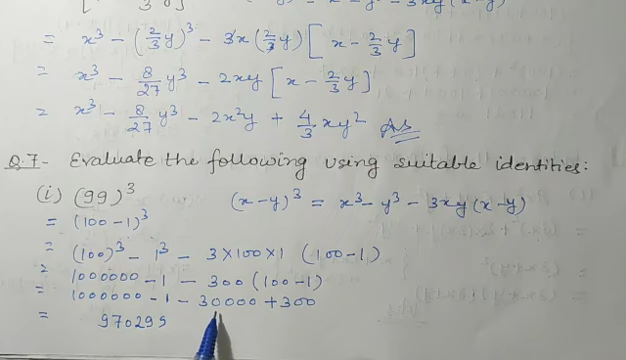 = x³ - (2/3 y)³ - 3x(2/3 y) [x - 2/3 y]
= x³ - 8/27 y³ - 2xy [x - 2/3 y]
= x³ - 8/27 y³ - 2x²y + 4/3 xy² As
Q.7- Evaluate the following using suitable identities:
(i) (99)³ (x-y)³ = x³ - y³ - 3xy(x-y)
= (100-1)³
= (100)³ - 1³ - 3×100×1 (100-1)
= 1000000 - 1 - 300 (100-1)
= 1000000 - 1 - 30000 + 300
= 970299